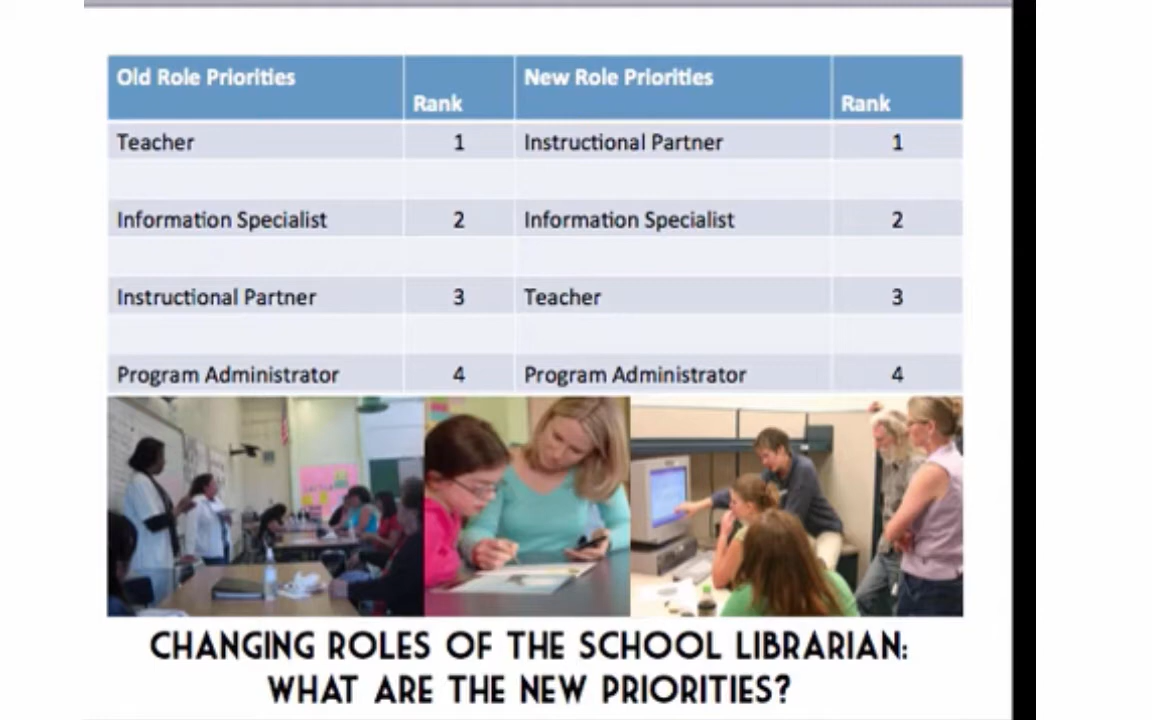 Old Role Priorities Rank New Role Priorities Rank
Teacher 1 Instructional Partner 1
Information Specialist 2 Information Specialist 2
Instructional Partner 3 Teacher 3
Program Administrator 4 Program Administrator 4
CHANGING ROLES OF THE SCHOOL LIBRARIAN:
WHAT ARE THE NEW PRIORITIES?